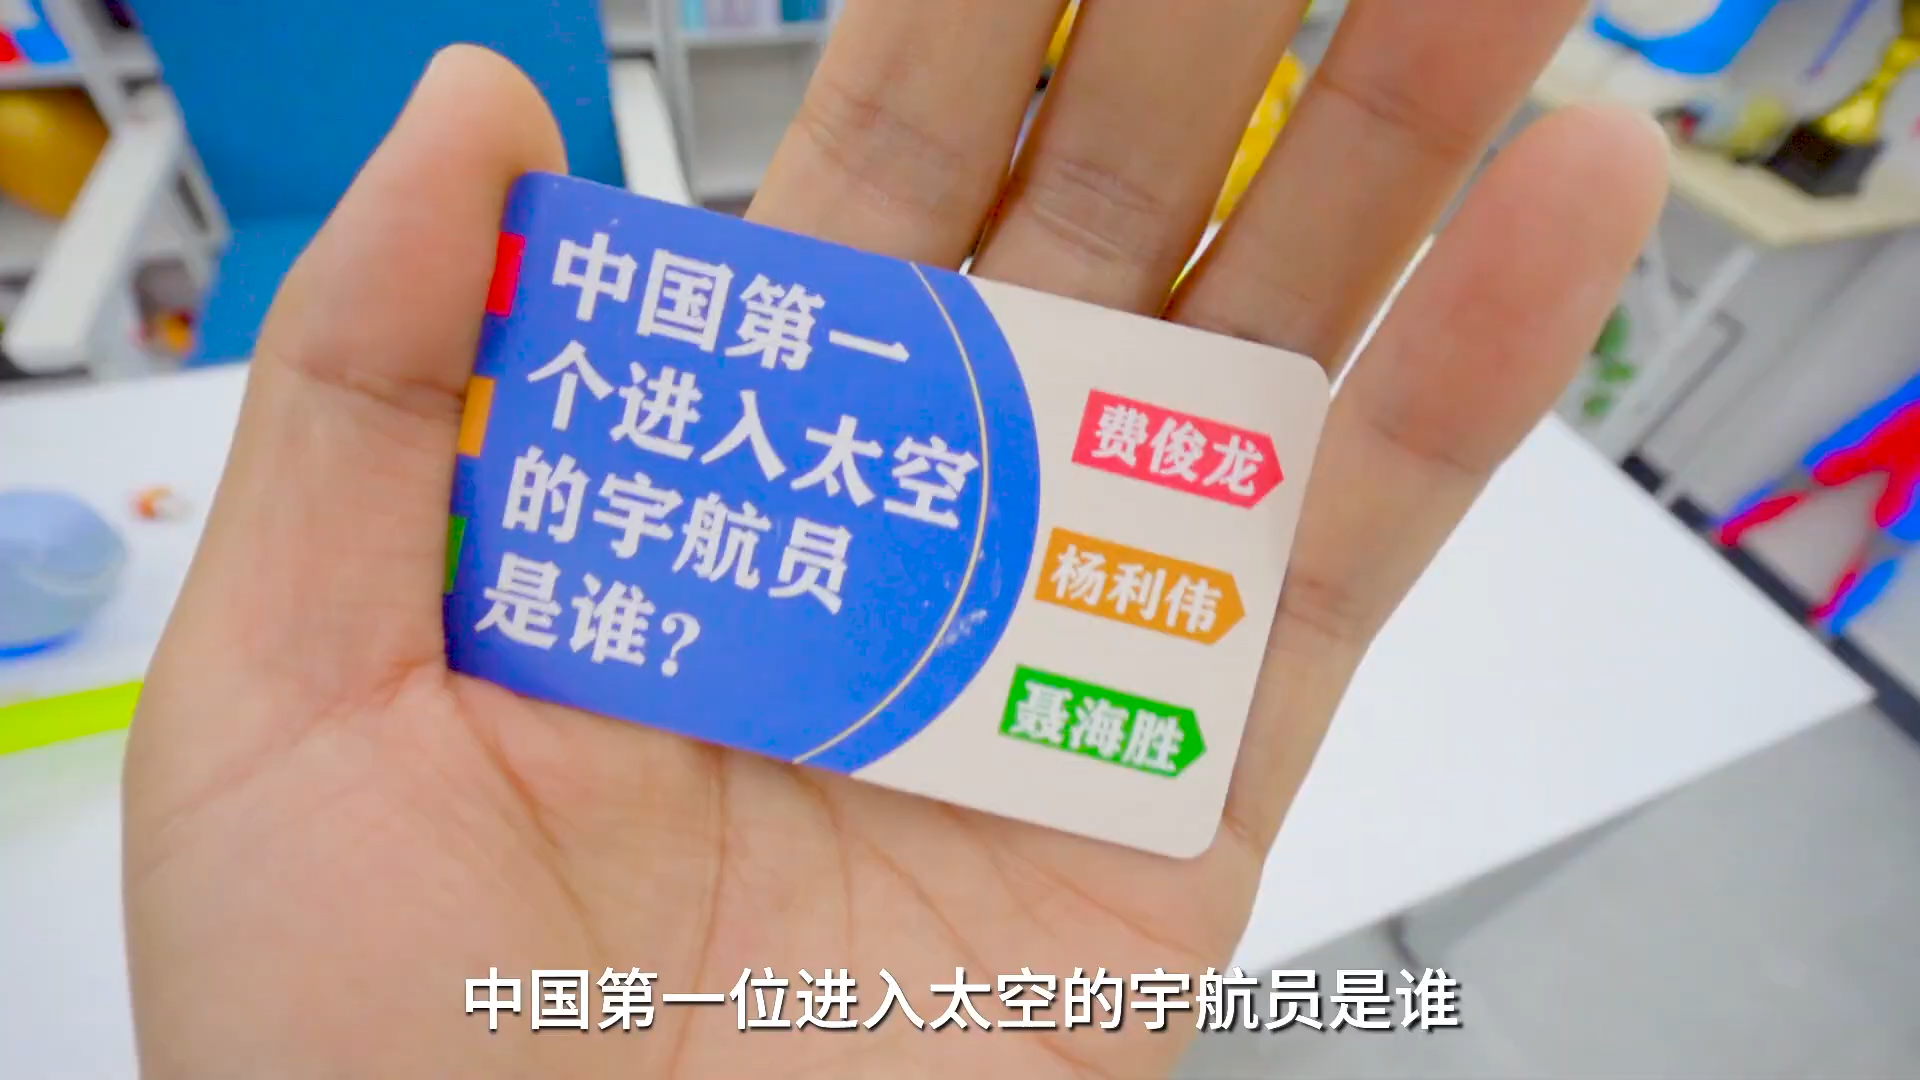 中国第一
个进入太空
的宇航员
是谁?
费俊龙
杨利伟
聂海胜
中国第一位进入太空的宇航员是谁